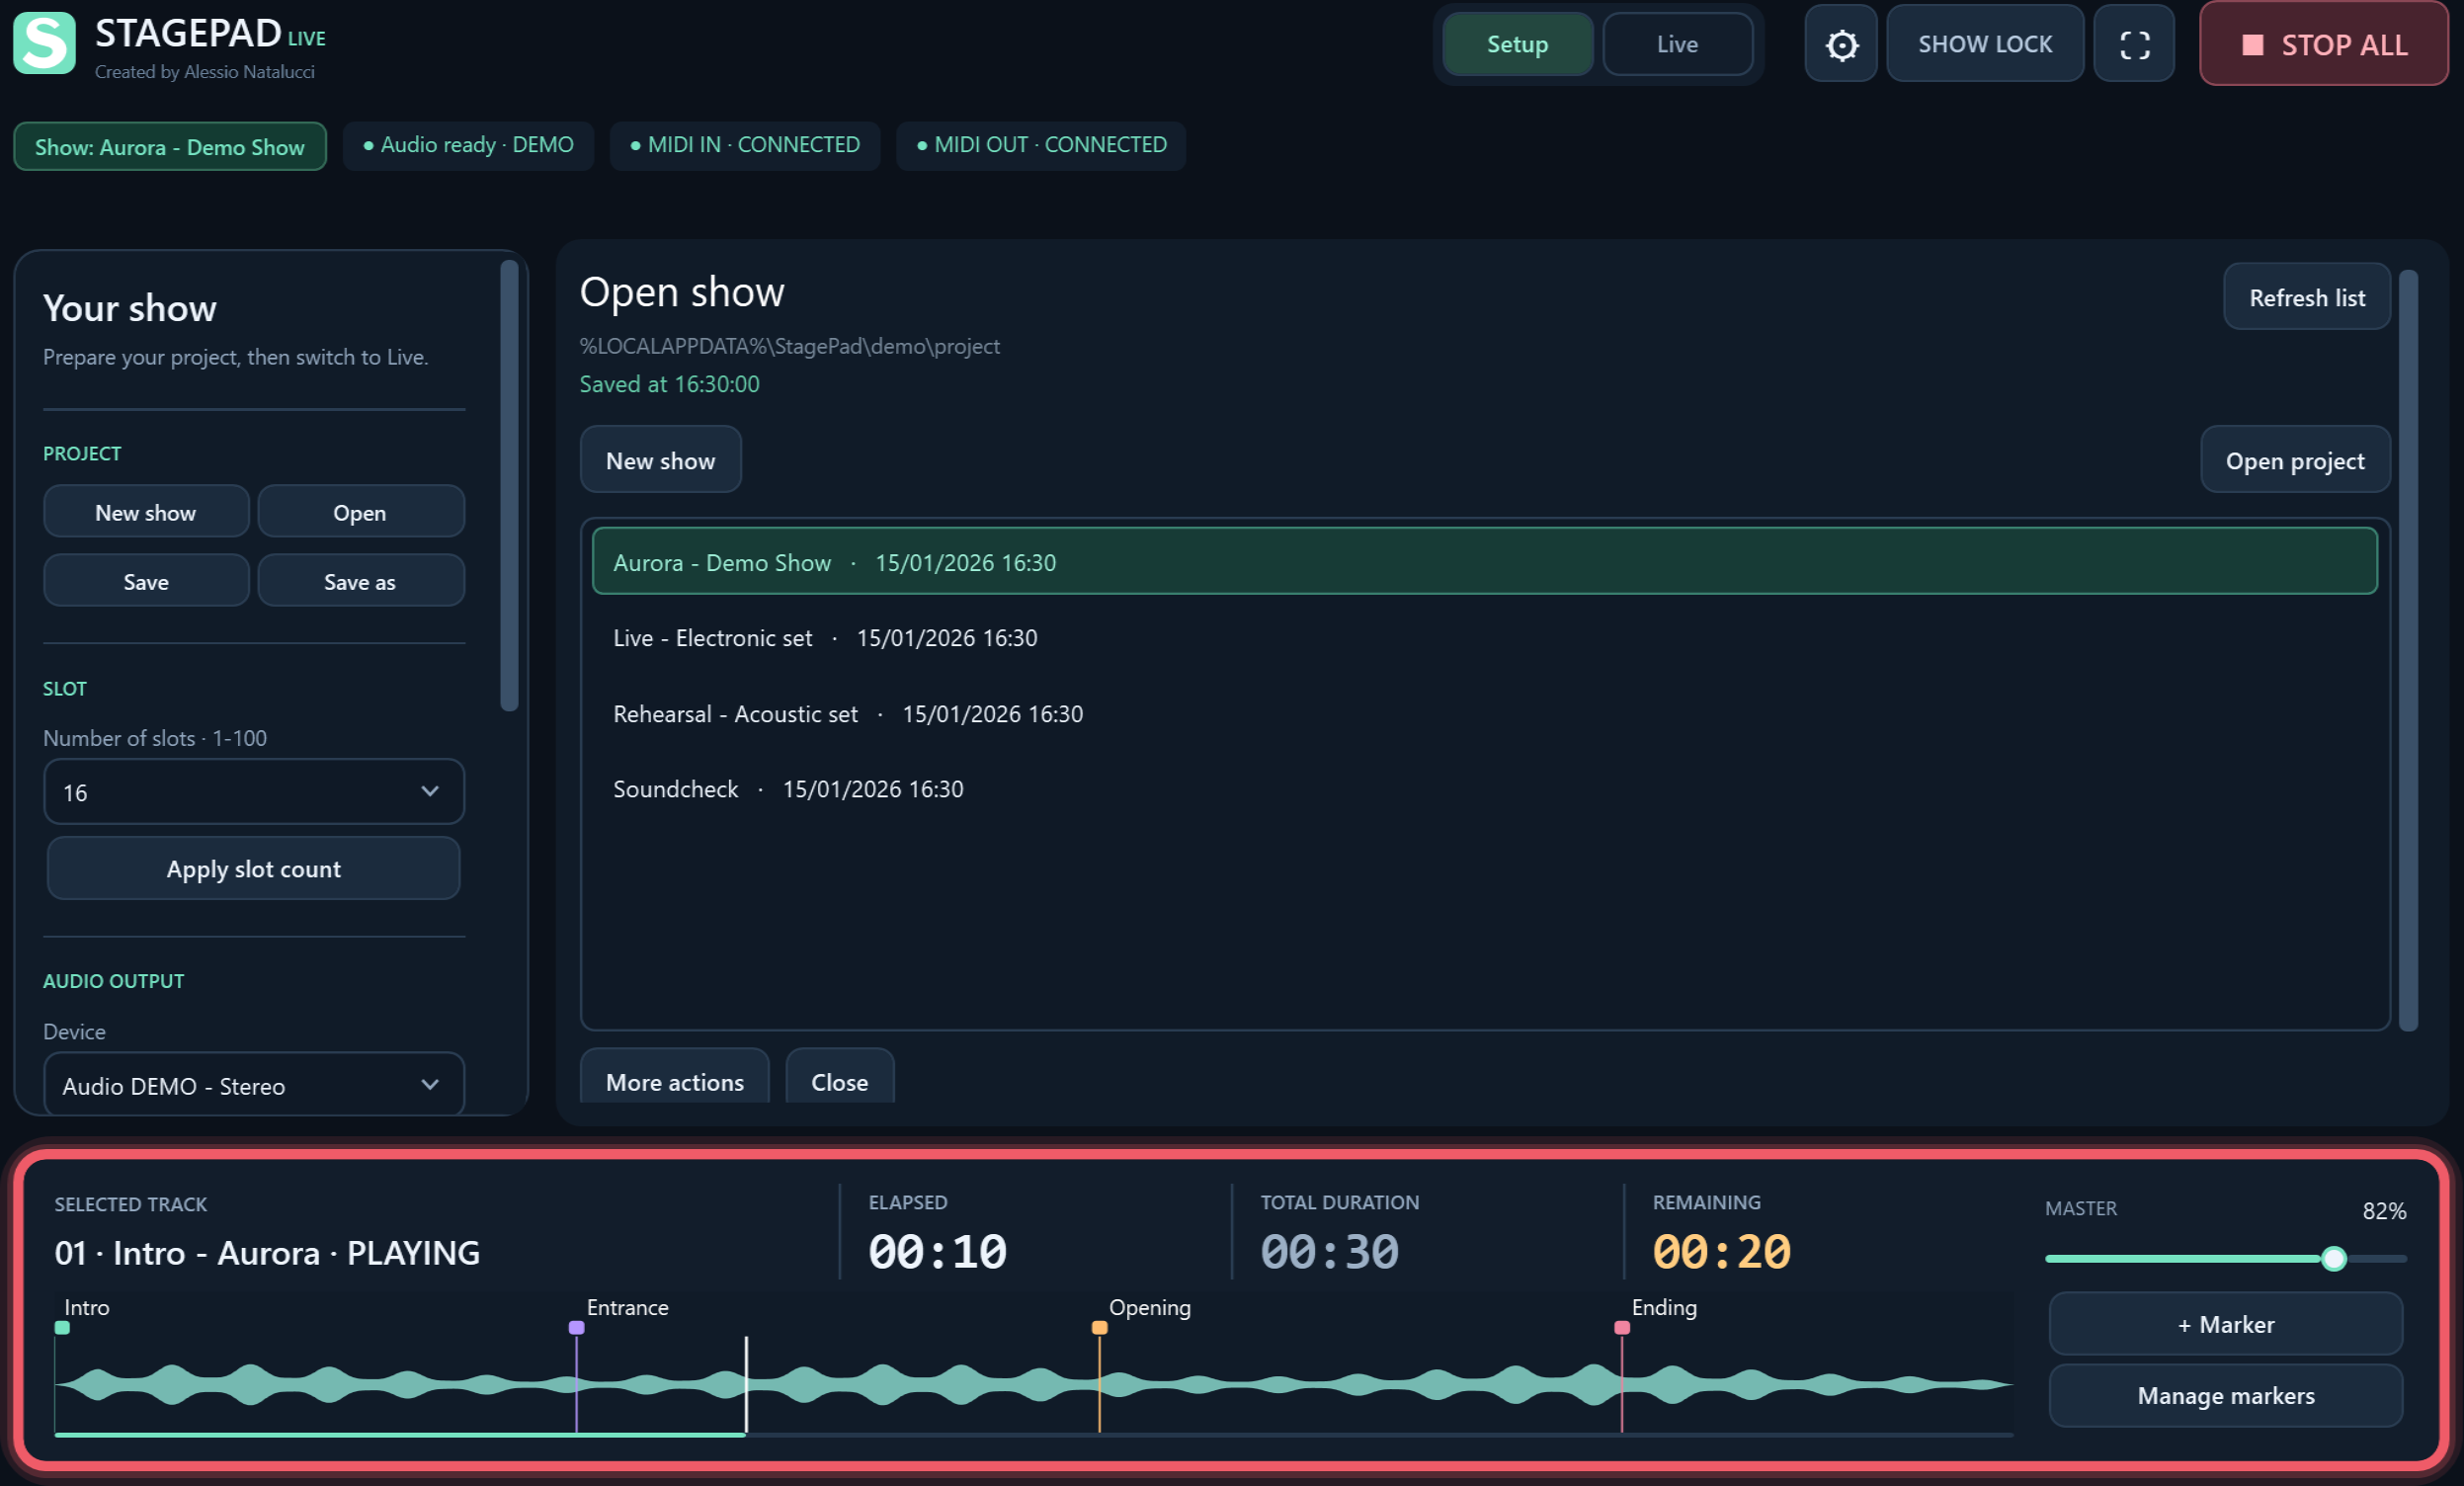 S STAGEPAD LIVE
Created by Alessio Natalucci
Setup
Live
SHOW LOCK
STOP ALL
Show: Aurora - Demo Show
● Audio ready · DEMO
● MIDI IN · CONNECTED
● MIDI OUT · CONNECTED
Your show
Prepare your project, then switch to Live.
PROJECT
New show
Open
Save
Save as
SLOT
Number of slots · 1-100
16
Apply slot count
AUDIO OUTPUT
Device
Audio DEMO - Stereo
Open show
Refresh list
%LOCALAPPDATA%\StagePad\demo\project
Saved at 16:30:00
New show
Open project
Aurora - Demo Show · 15/01/2026 16:30
Live - Electronic set · 15/01/2026 16:30
Rehearsal - Acoustic set · 15/01/2026 16:30
Soundcheck · 15/01/2026 16:30
More actions
Close
SELECTED TRACK
01 · Intro - Aurora · PLAYING
ELAPSED
00:10
TOTAL DURATION
00:30
REMAINING
00:20
MASTER
82%
Intro
Entrance
Opening
Ending
+ Marker
Manage markers